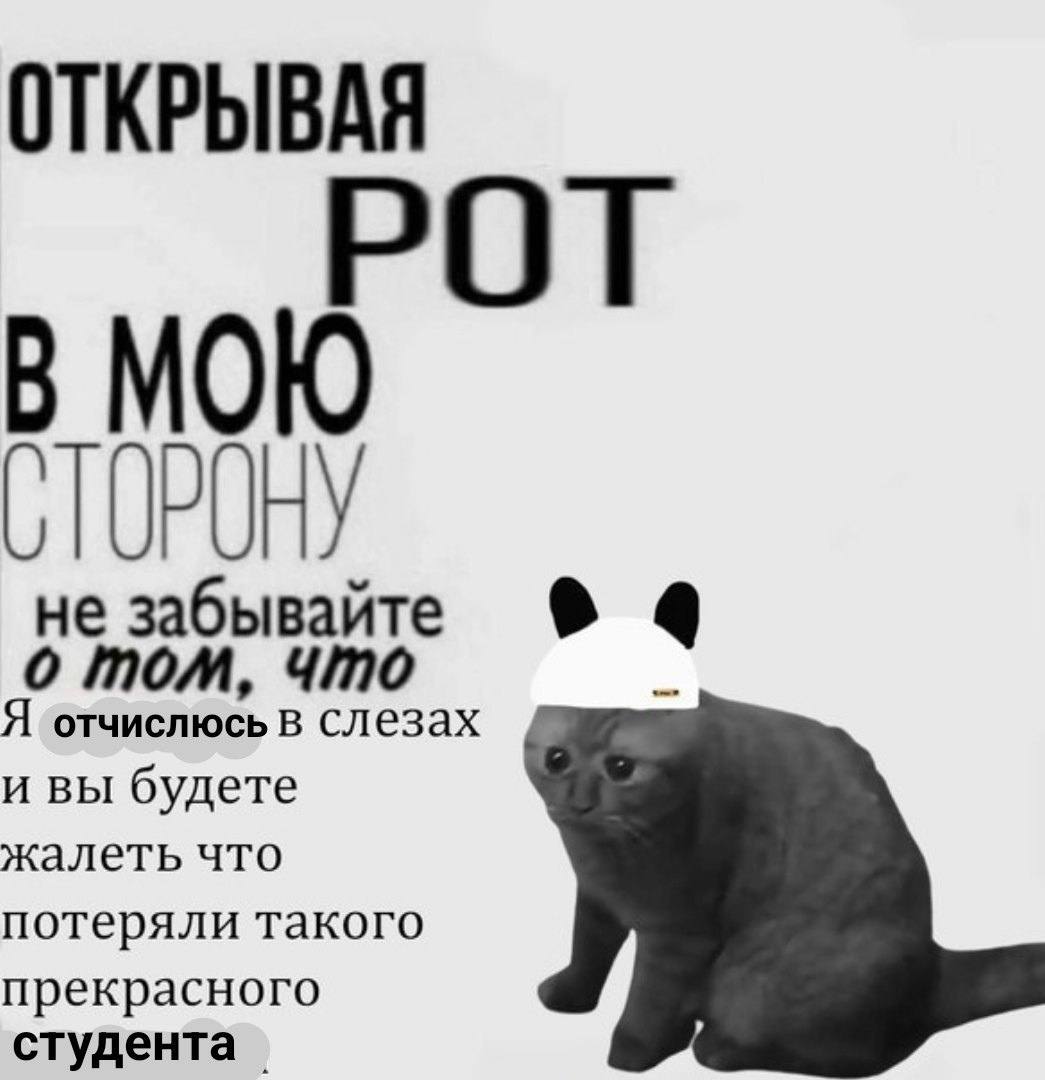 ОТКРЫВАЯ
РОТ
В МОЮ
СТОРОНУ
не забывайте
о том, что
Я отчислюсь в слезах
и вы будете
жалеть что
потеряли такого
прекрасного
студента